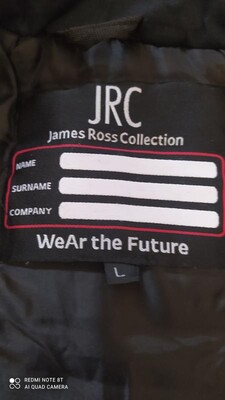 JRC
James Ross Collection
NAME
SURNAME
COMPANY
WeAr the Future
L
REDMI NOTE 8T
AI QUAD CAMERA